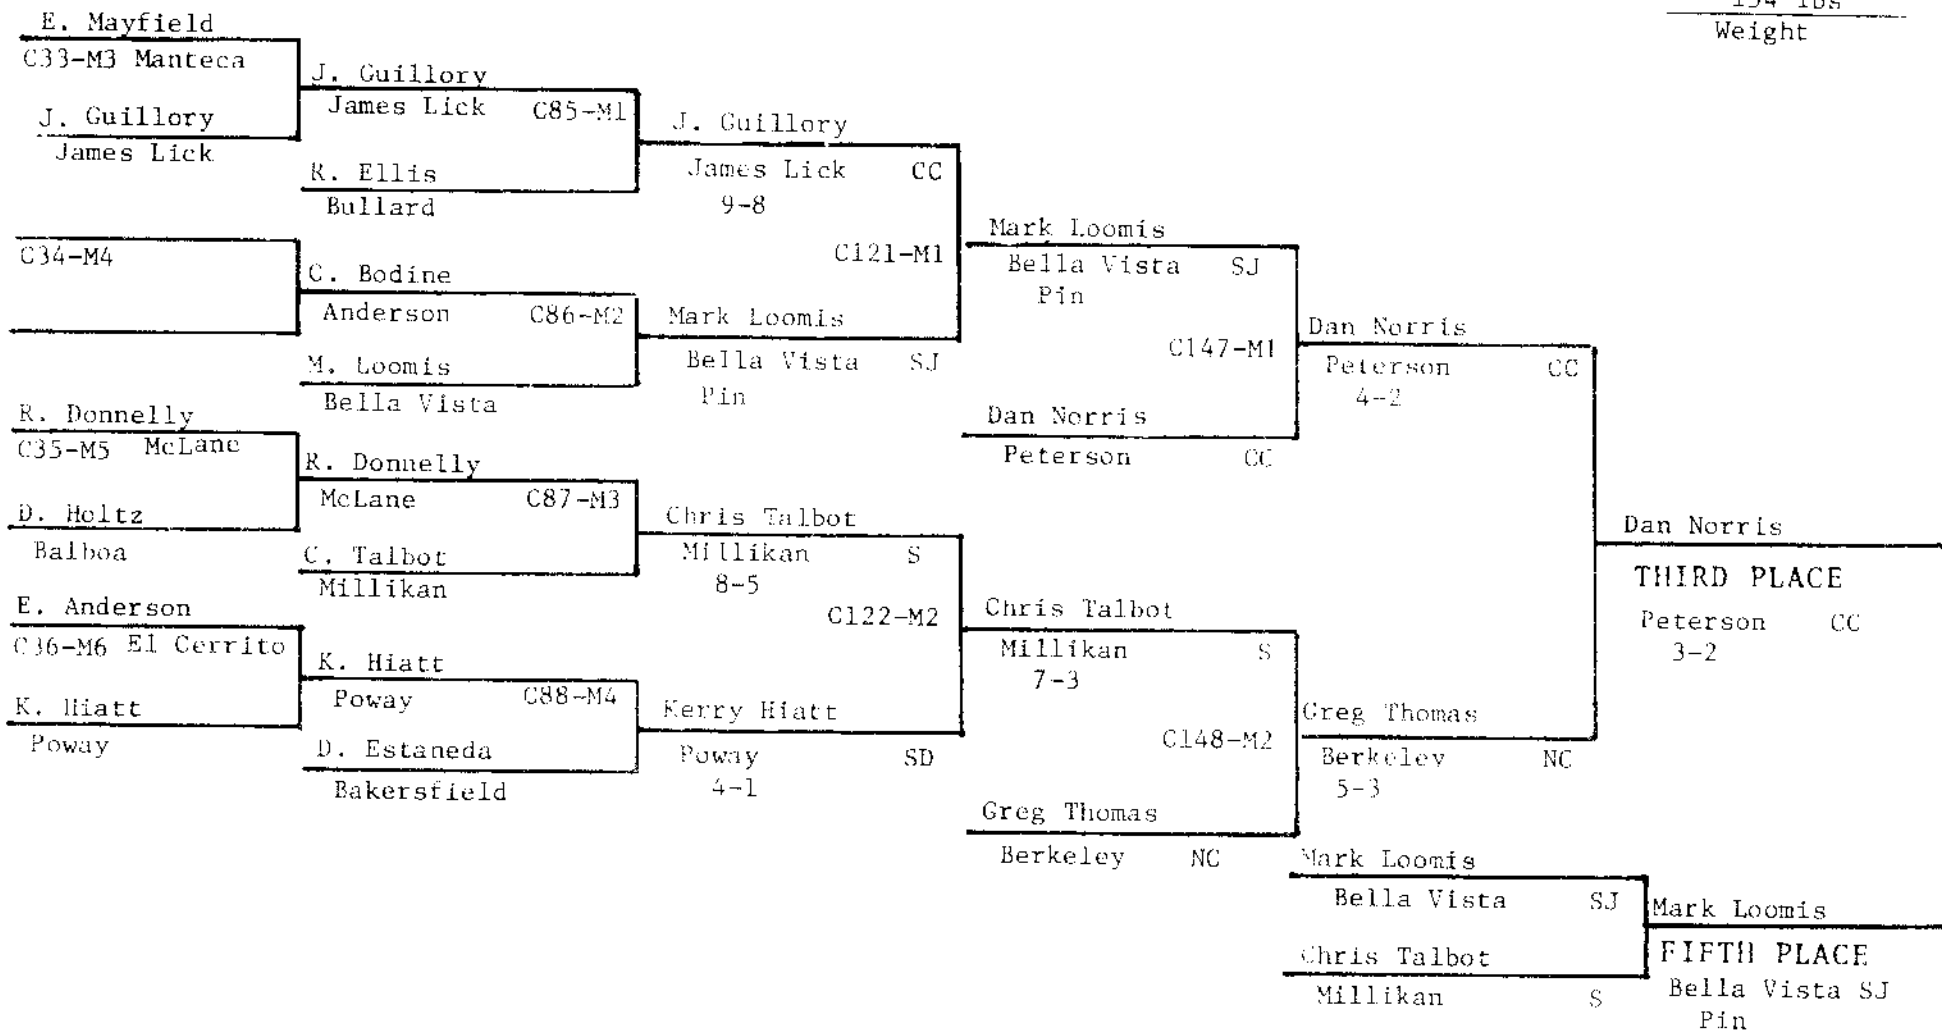 154 lbs
Weight
E. Mayfield
C33-M3 Manteca
J. Guillory
James Lick
C34-M4
R. Donnelly
C35-M5 McLane
D. Holtz
Balboa
E. Anderson
C36-M6 El Cerrito
K. Hiatt
Poway
J. Guillory
James Lick C85-M1
R. Ellis
Bullard
C. Bodine
Anderson C86-M2
M. Loomis
Bella Vista
R. Donnelly
McLane C87-M3
C. Talbot
Millikan
K. Hiatt
Poway C88-M4
D. Estaneda
Bakersfield
J. Guillory
James Lick CC
9-8
C121-M1
Mark Loomis
Bella Vista SJ
Pin
Chris Talbot
Millikan S
8-5
C122-M2
Kerry Hiatt
Poway SD
4-1
Mark Loomis
Bella Vista SJ
Pin
C147-M1
Dan Norris
Peterson CC
Chris Talbot
Millikan S
7-3
C148-M2
Greg Thomas
Berkeley NC
Dan Norris
Peterson CC
4-2
Greg Thomas
Berkeley NC
5-3
Dan Norris
THIRD PLACE
Peterson CC
3-2
Mark Loomis
Bella Vista SJ
Chris Talbot
Millikan S
Mark Loomis
FIFTH PLACE
Bella Vista SJ
Pin